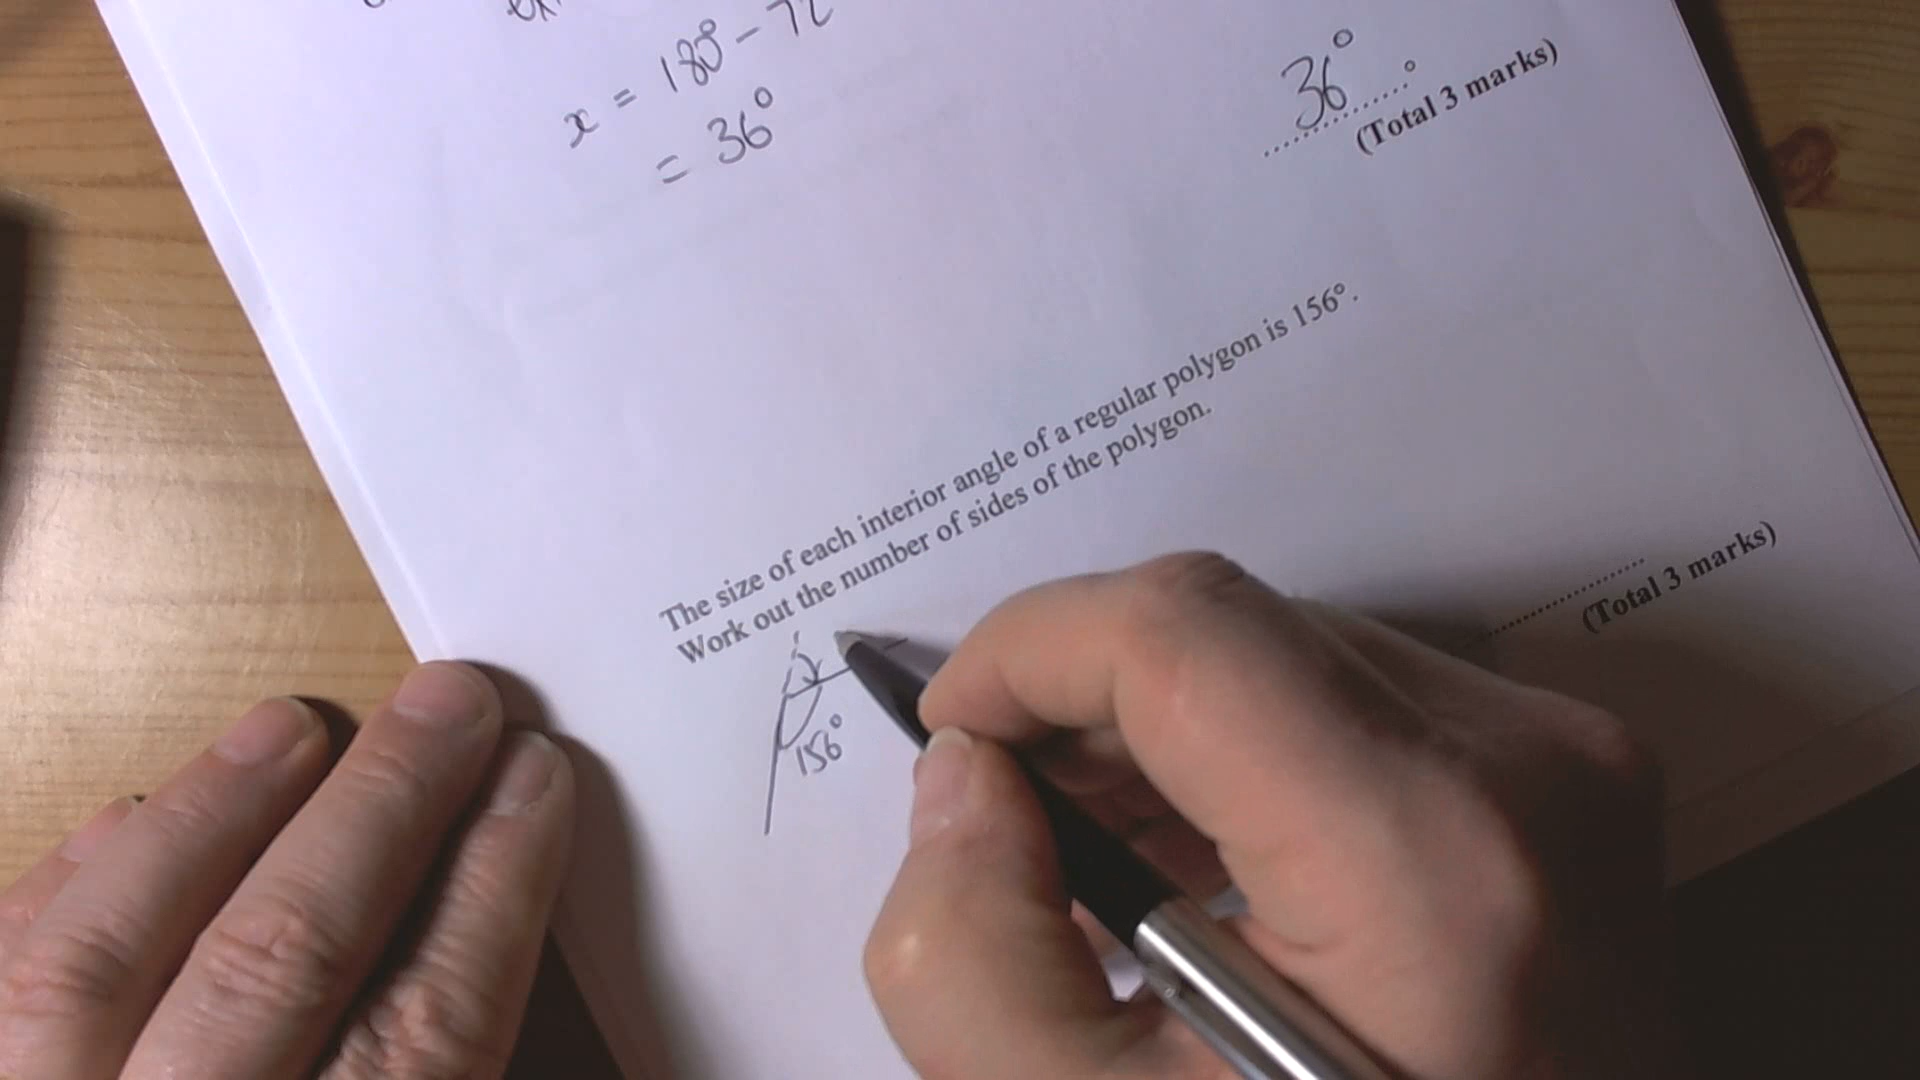 x = 180° - 72
= 36°
36°
.............°
(Total 3 marks)
The size of each interior angle of a regular polygon is 156°.
Work out the number of sides of the polygon.
156°
.......................
(Total 3 marks)